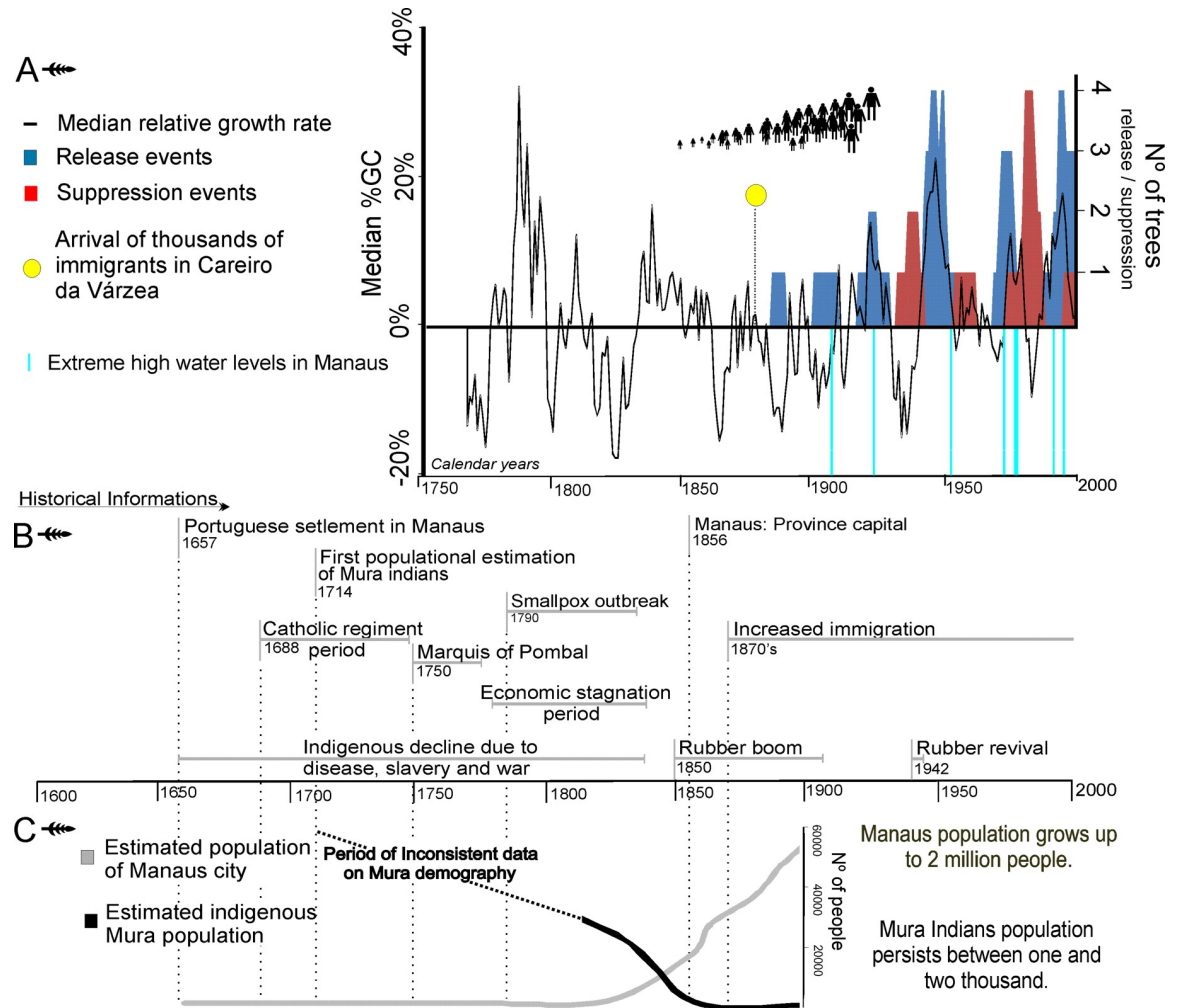 A
Median relative growth rate
Release events
Suppression events
Arrival of thousands of
immigrants in Careiro
da Várzea
Extreme high water levels in Manaus
Median %GC
40%
20%
0%
-20%
4
3
2
1
release / suppression
Nº of trees
Calendar years
1750
1800
1850
1900
1950
2000
Historical Informations
B
Portuguese setlement in Manaus
1657
Manaus: Province capital
1856
First populational estimation
of Mura indians
1714
Smallpox outbreak
1790
Catholic regiment
1688 period
Increased immigration
1870's
Marquis of Pombal
1750
Economic stagnation
period
Indigenous decline due to
disease, slavery and war
Rubber boom
1850
Rubber revival
1942
1600
1650
1700
1750
1800
1850
1900
1950
2000
C
Estimated population
of Manaus city
Estimated indigenous
Mura population
Period of Inconsistent data
on Mura demography
60000
40000
20000
Nº of people
Manaus population grows up
to 2 million people.
Mura Indians population
persists between one and
two thousand.